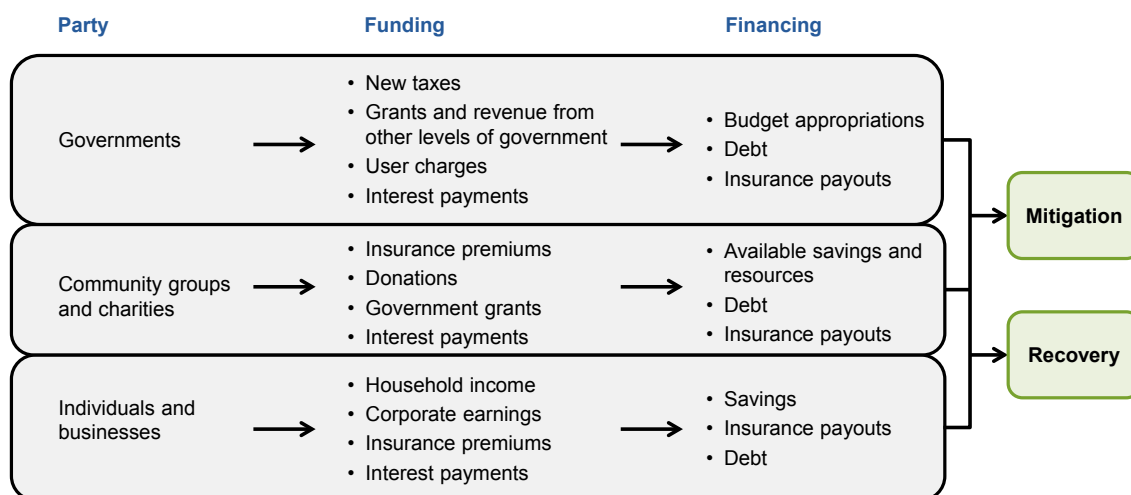 Party
Funding
Financing
Governments
• New taxes
• Grants and revenue from
other levels of government
• User charges
• Interest payments
• Budget appropriations
• Debt
• Insurance payouts
Community groups
and charities
• Insurance premiums
• Donations
• Government grants
• Interest payments
• Available savings and
resources
• Debt
• Insurance payouts
Individuals and
businesses
• Household income
• Corporate earnings
• Insurance premiums
• Interest payments
• Savings
• Insurance payouts
• Debt
Mitigation
Recovery